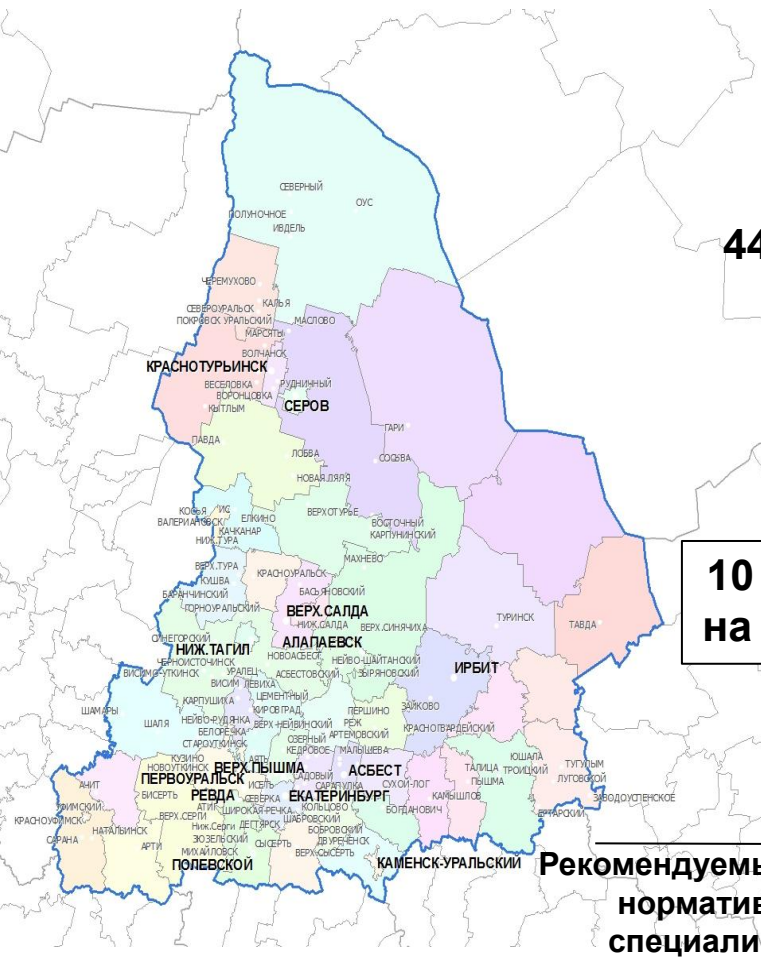 СЕВЕРНЫЙ
ОУС
ПОЛУНОЧНОЕ
ИВДЕЛЬ
44
ЧЕРЕМУХОВО
КАЛЬЯ
СЕВЕРОУРАЛЬСК
ПОКРОВСК УРАЛЬСКИЙ
МАСЛОВО
МАРСЯТЫ
ВОЛЧАНСК
КРАСНОТУРЬИНСК
РУДНИЧНЫЙ
ВЕСЕЛОВКА
ВОРОНЦОВКА
СЕРОВ
КЫТЛЫМ
ГАРИ
ПАВДА
ЛОБВА
СОСЬВА
НОВАЯ ЛЯЛЯ
КОСЬЯ
ИС
ВЕРХОТУРЬЕ
ЕЛКИНО
ВАЛЕРИАНОВСК
ВОСТОЧНЫЙ
КАЧКАНАР
КАРПУНИНСКИЙ
НИЖ.ТУРА
МАХНЕВО
ВЕРХ.ТУРА
КРАСНОУРАЛЬСК
10
КУШВА
БАРАНЧИНСКИЙ
БАСЬЯНОВСКИЙ
ГОРНОУРАЛЬСКИЙ
ВЕРХ.САЛДА
ТУРИНСК
НИЖ.САЛДА
ВЕРХ.СИНЯЧИХА
ТАВДА
на
СИНЕГОРСКИЙ
НИЖ.ТАГИЛ
АЛАПАЕВСК
НОВОАСБЕСТ
НЕЙВО-ШАЙТАНСКИЙ
ЧЕРНОИСТОЧИНСК
ИРБИТ
ВИСИМО-УТКИНСК
УРАЛЕЦ
АСБЕСТОВСКИЙ
ЗЫРЯНОВСКИЙ
ВИСИМ
ЛЕВИХА
ЦЕМЕНТНЫЙ
КАРПУШИХА
ЗАЙКОВО
ШАМАРЫ
КИРОВГРАД
ПЕРШИНО
ШАЛЯ
НЕЙВО-РУДЯНКА
ВЕРХ-НЕЙВИНСКИЙ
РЕЖ
КРАСНОГВАРДЕЙСКИЙ
БЕЛОРЕЧКА
АРТЕМОВСКИЙ
СТАРОУТКИНСК
ОЗЕРНЫЙ
КЕДРОВОЕ
МАЛЫШЕВА
КУЗИНО
АЯТЬ
ЮШАЛА
НОВОУТКИНСК
ВЕРХ.ПЫШМА
АСБЕСТ
ТАЛИЦА
ТРОИЦКИЙ
ТУГУЛЫМ
ПЕРВОУРАЛЬСК
САДОВЫЙ
ПЫШМА
ЛУГОВСКОЙ
АЧИТ
ИСЕТЬ
САРАПУЛКА
СУХОЙ-ЛОГ
БИСЕРТЬ
РЕВДА
СЕВЕРКА
ЕКАТЕРИНБУРГ
КАМЫШЛОВ
ЗАВОДОУСПЕНСКОЕ
УФИМСКИЙ
АТИГ
ШИРОКАЯ-РЕЧКА
КОЛЬЦОВО
БОГДАНОВИЧ
ЕРТАРСКИЙ
КРАСНОУФИМСК
ВЕРХ.СЕРГИ
ШАБРОВСКИЙ
НАТАЛЬИНСК
Ниж.Серги
ДЕГТЯРСК
БОБРОВСКИЙ
САРАНА
ЗЮЗЕЛЬСКИЙ
ДВУРЕЧЕНСК
АРТИ
МИХАЙЛОВСК
СЫСЕРТЬ
ВЕРХ-СЫСЕРТЬ
ПОЛЕВСКОЙ
КАМЕНСК-УРАЛЬСКИЙ
Рекомендуемы
норматив
специали